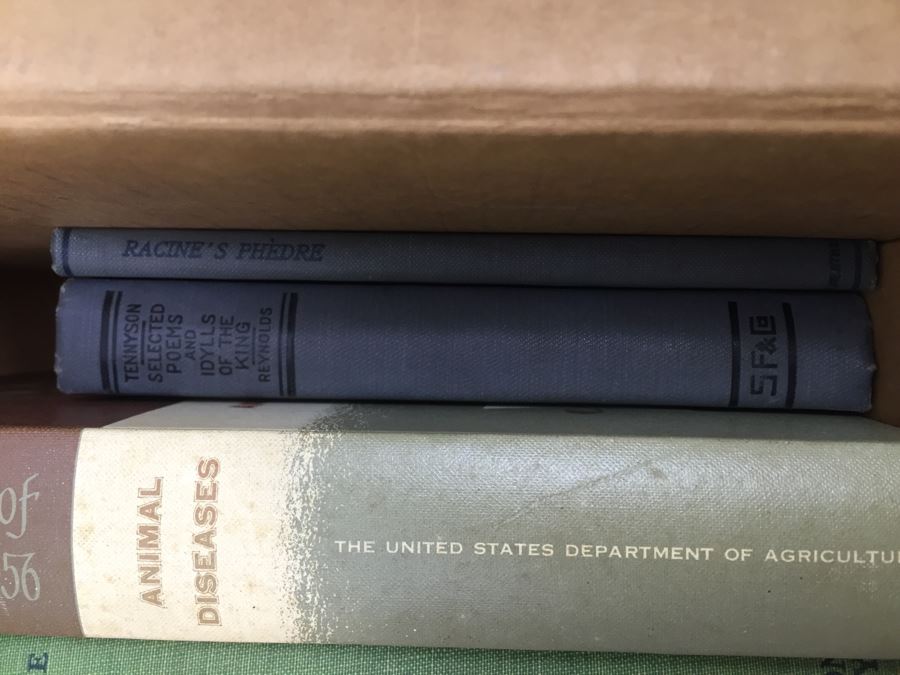 RACINE'S PHÈDRE
TENNYSON
SELECTED
POEMS
AND
IDYLLS
OF THE
KING
REYNOLDS
SF&Co
of
56
ANIMAL
DISEASES
THE UNITED STATES DEPARTMENT OF AGRICULTU
E